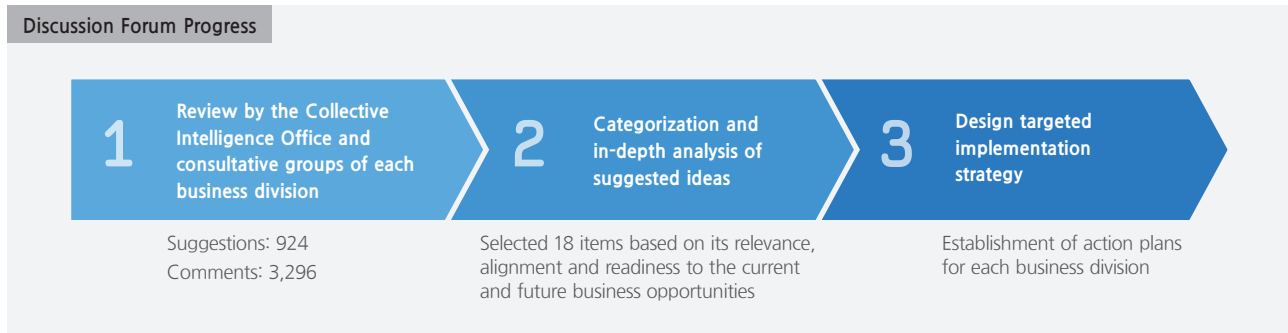 Discussion Forum Progress
1
Review by the Collective
Intelligence Office and
consultative groups of each
business division
Suggestions: 924
Comments: 3,296
2
Categorization and
in-depth analysis of
suggested ideas
Selected 18 items based on its relevance,
alignment and readiness to the current
and future business opportunities
3
Design targeted
implementation
strategy
Establishment of action plans
for each business division